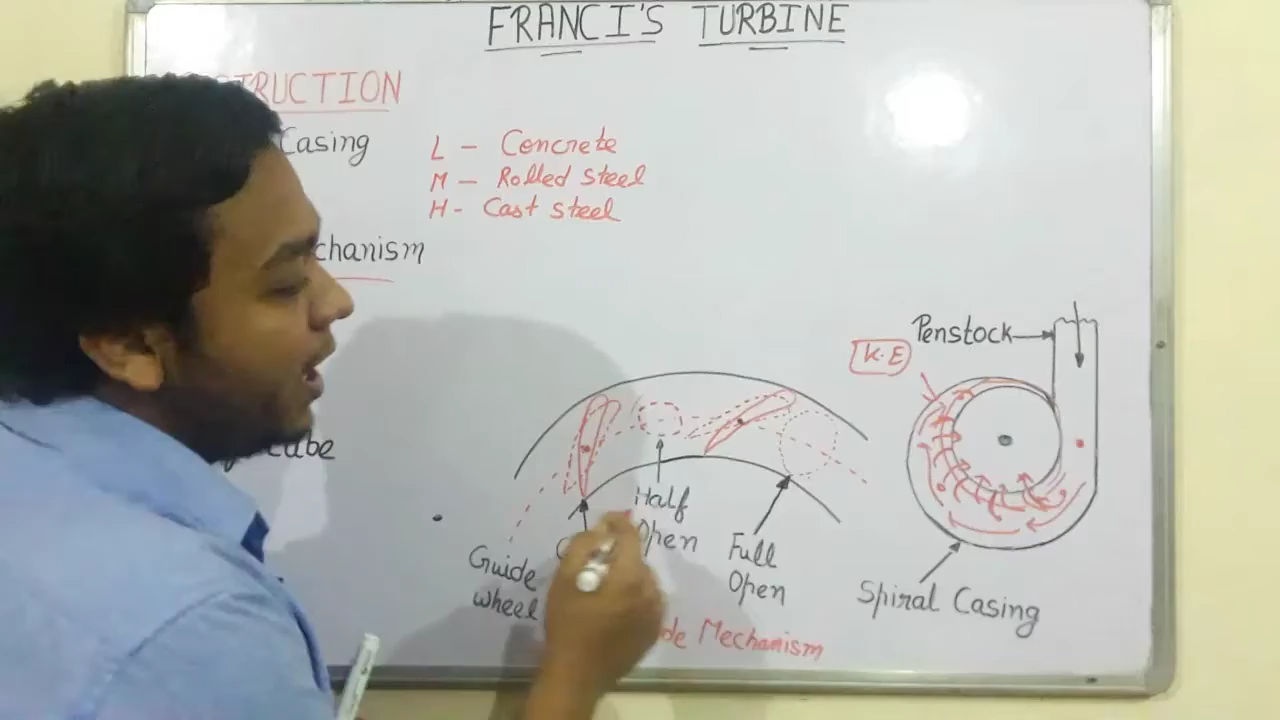 FRANCI'S TURBINE
RUCTION
Casing
L - Concrete
M - Rolled steel
H - Cast steel
chanism
Penstock
K.E
Half
Open
Guide
wheel
Full
Open
Spiral Casing
de Mechanism